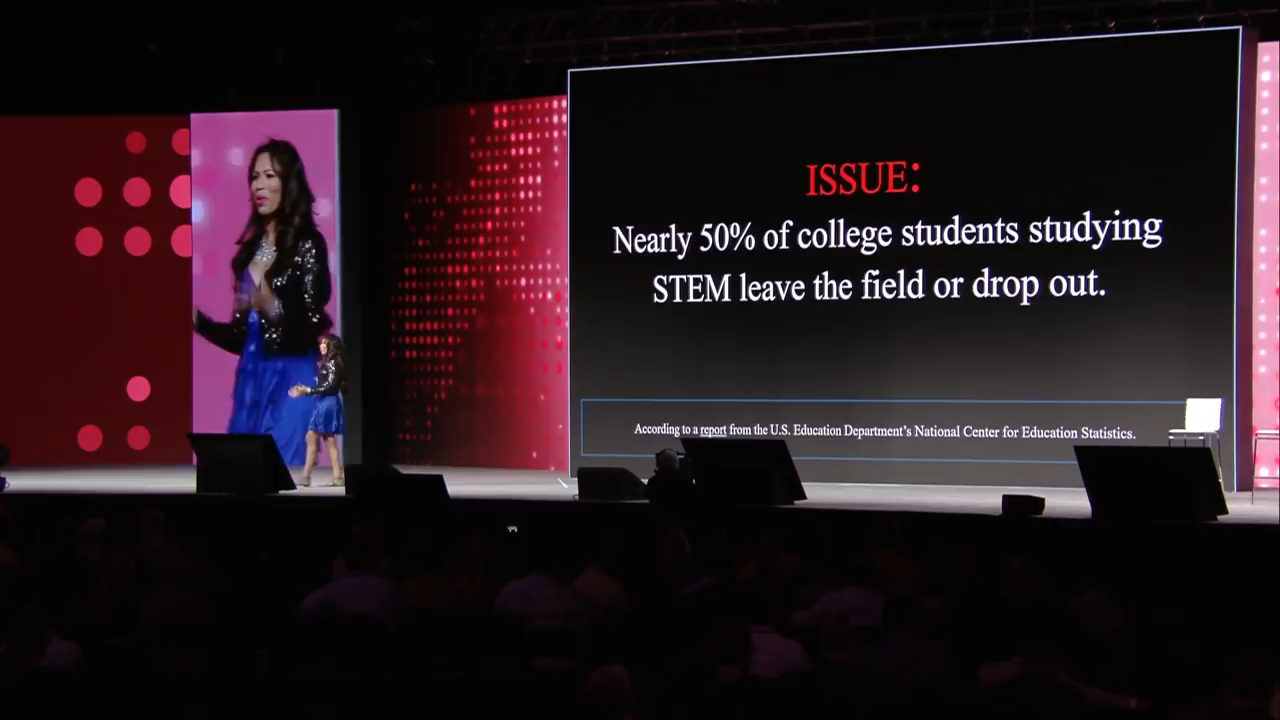 ISSUE:
Nearly 50% of college students studying
STEM leave the field or drop out.
According to a report from the U.S. Education Department's National Center for Education Statistics.